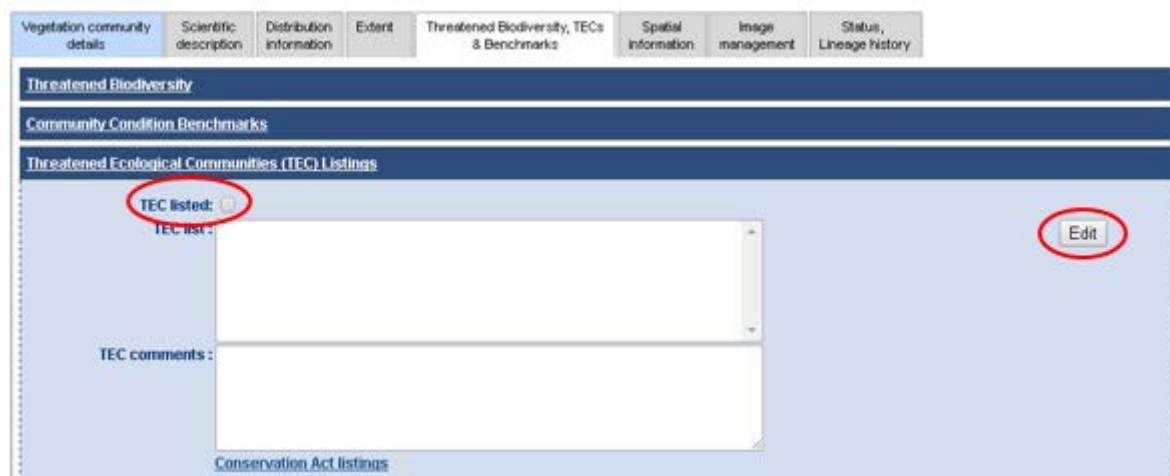 Vegetation community details
Scientific description
Distribution information
Extent
Threatened Biodiversity, TECs & Benchmarks
Spatial information
Image management
Status, Lineage history
Threatened Biodiversity
Community Condition Benchmarks
Threatened Ecological Communities (TEC) Listings
TEC listed:
TEC list :
Edit
TEC comments :
Conservation Act listings